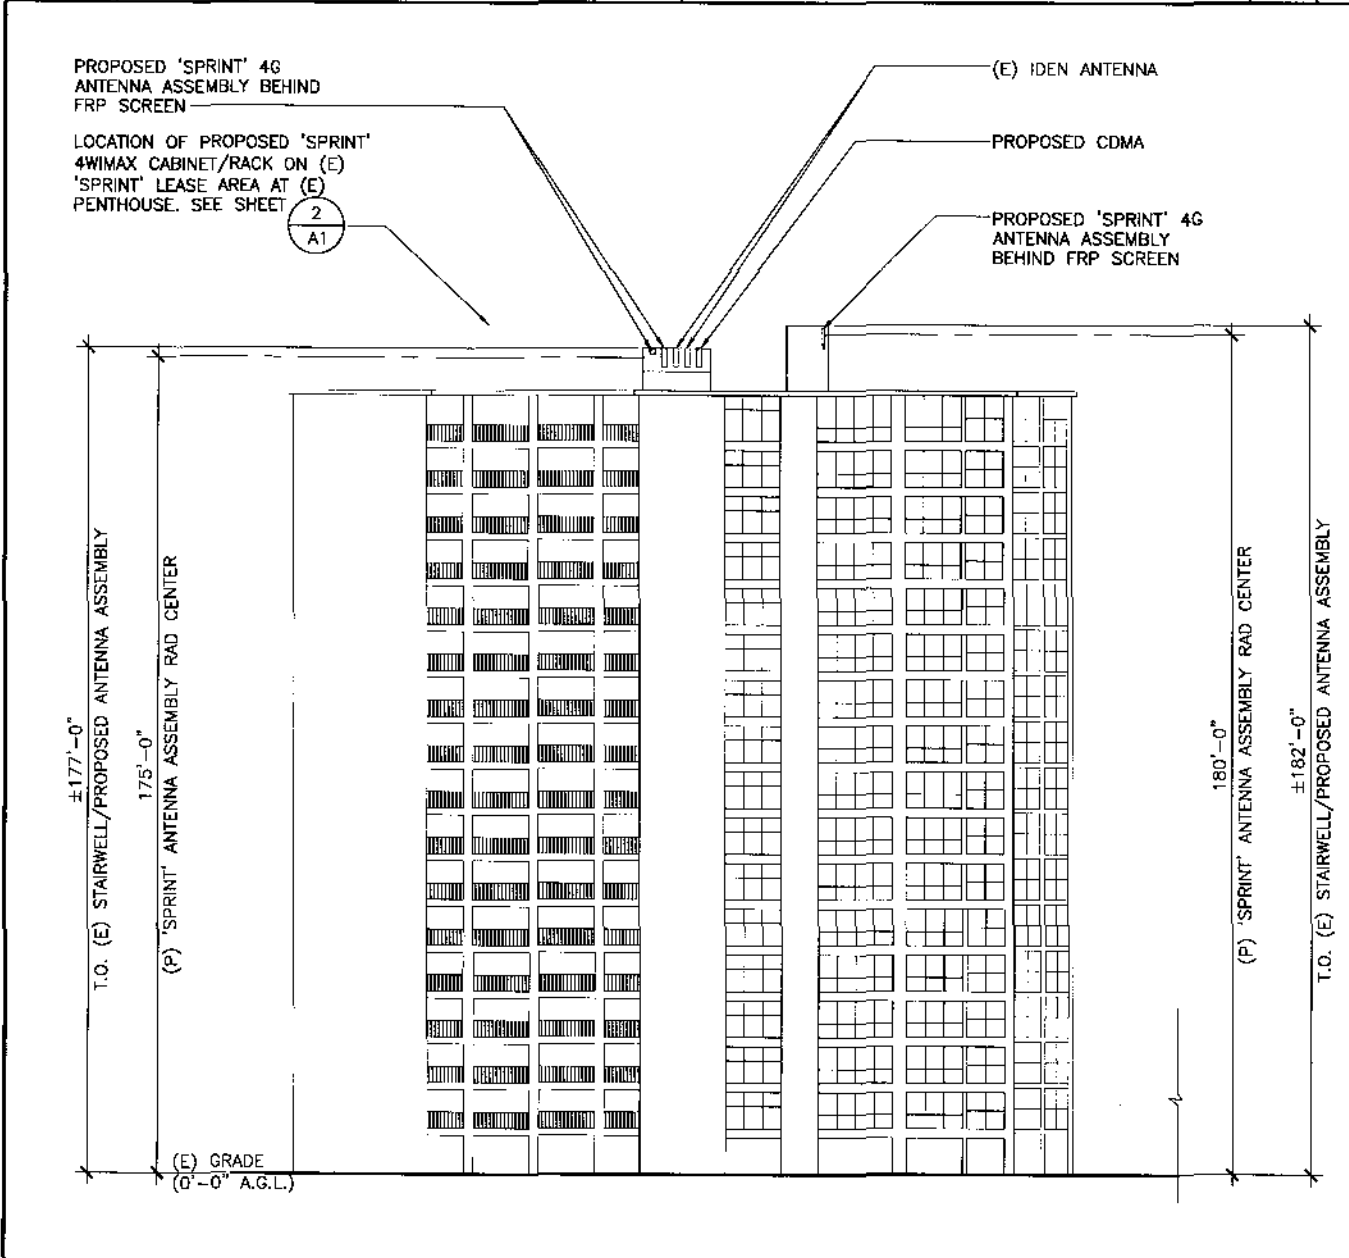 PROPOSED 'SPRINT' 4G
ANTENNA ASSEMBLY BEHIND
FRP SCREEN
LOCATION OF PROPOSED 'SPRINT'
4WIMAX CABINET/RACK ON (E)
'SPRINT' LEASE AREA AT (E)
PENTHOUSE. SEE SHEET
2
A1
(E) IDEN ANTENNA
PROPOSED CDMA
PROPOSED 'SPRINT' 4G
ANTENNA ASSEMBLY
BEHIND FRP SCREEN
±177'-0"
T.O. (E) STAIRWELL/PROPOSED ANTENNA ASSEMBLY
175'-0"
(P) 'SPRINT' ANTENNA ASSEMBLY RAD CENTER
180'-0"
(P) 'SPRINT' ANTENNA ASSEMBLY RAD CENTER
±182'-0"
T.O. (E) STAIRWELL/PROPOSED ANTENNA ASSEMBLY
(E) GRADE
(0'-0" A.G.L.)